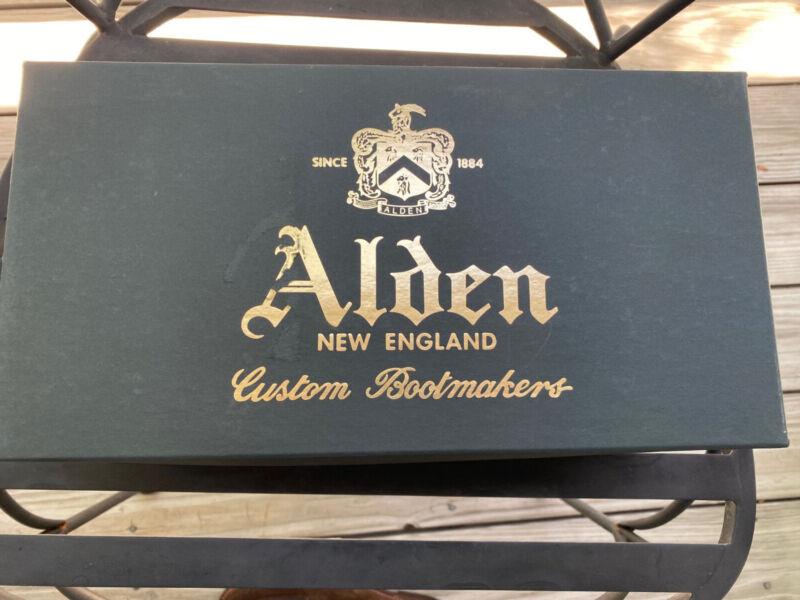 SINCE 1884
ALDEN
Alden
NEW ENGLAND
Custom Bootmakers